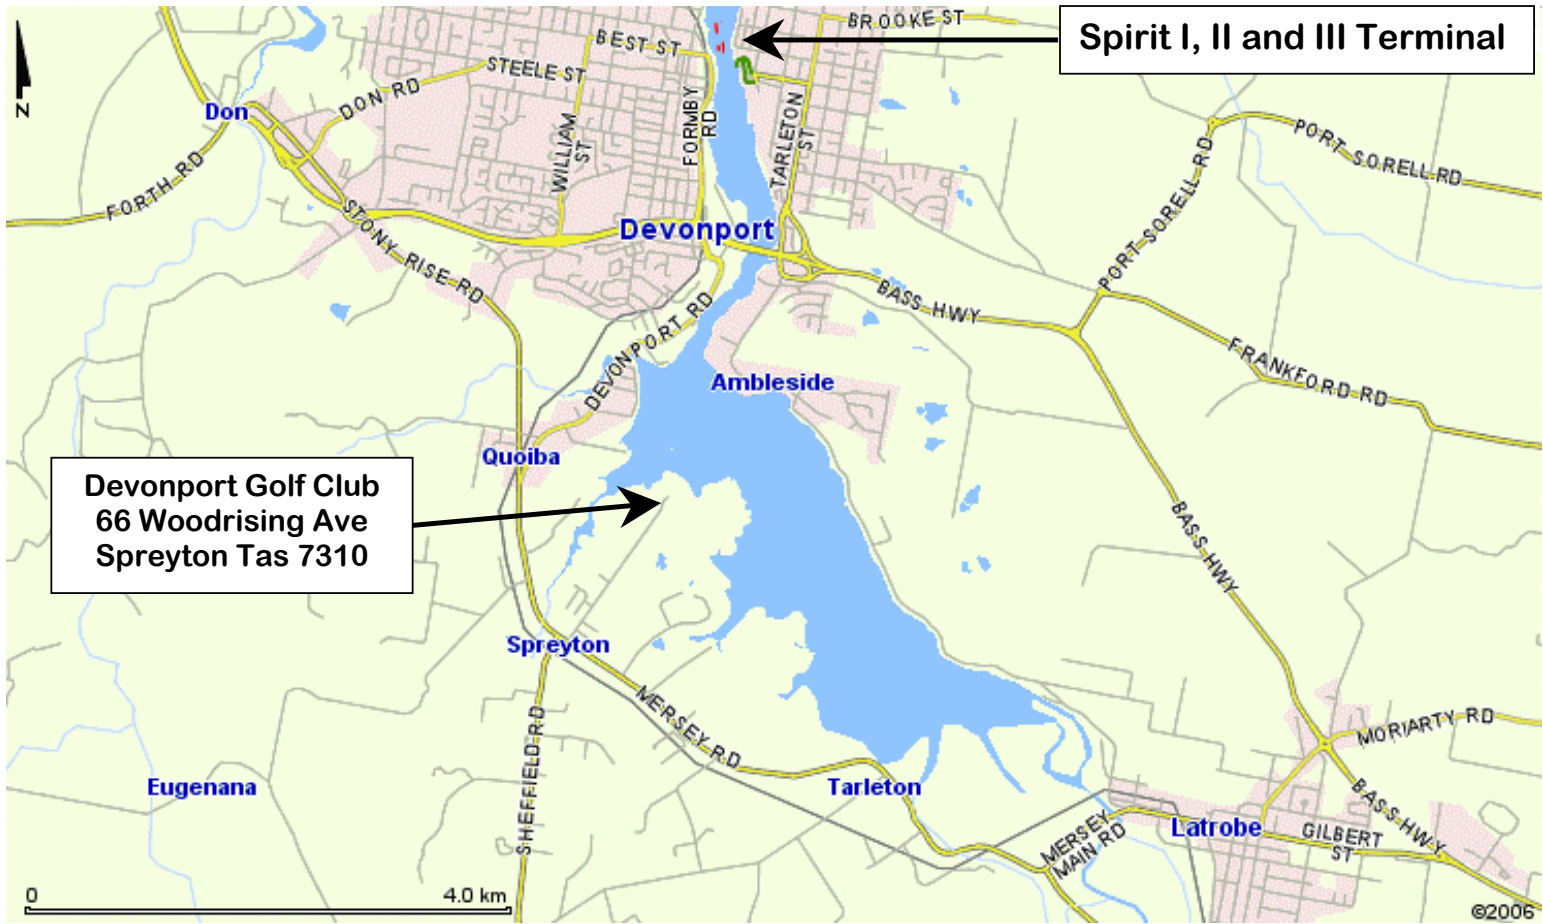 BROOKE ST
Spirit I, II and III Terminal
BEST ST
STEELE ST
N
DON RD
Don
FORMBY
RD
TARLETON
ST
WILLIAM
ST
PORT SORELL RD
PORT SORELL RD
FORTH RD
STONY RISE RD
Devonport
BASS HWY
DEVONPORT RD
FRANKFORD RD
Ambleside
Quoiba
Devonport Golf Club
66 Woodrising Ave
Spreyton Tas 7310
BASS HWY
Spreyton
MERSEY RD
SHEFFIELD RD
MORIARTY RD
Eugenana
Tarleton
BASS HWY
Latrobe
MERSEY
MAIN RD
GILBERT
ST
0
4.0 km
©2006